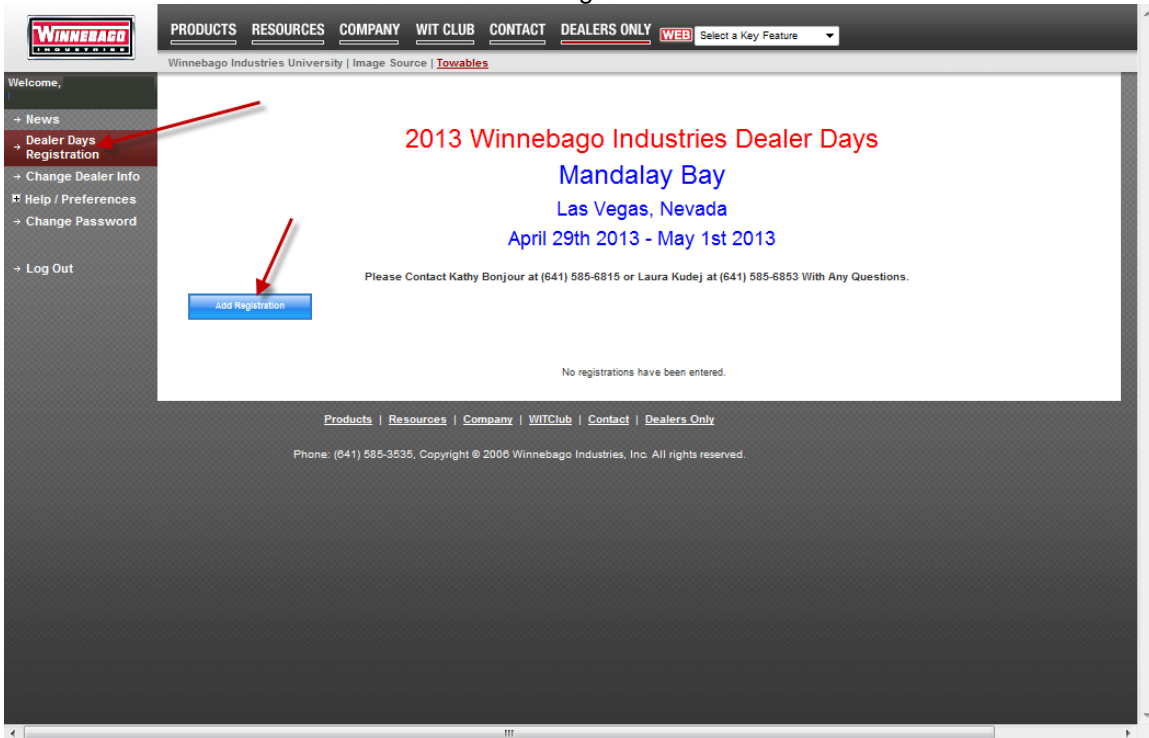 WINNEBAGO
INDUSTRIES
PRODUCTS RESOURCES COMPANY WIT CLUB CONTACT DEALERS ONLY WEB Select a Key Feature
Winnebago Industries University | Image Source | Towables
Welcome,
News
Dealer Days
Registration
Change Dealer Info
Help / Preferences
Change Password
Log Out
2013 Winnebago Industries Dealer Days
Mandalay Bay
Las Vegas, Nevada
April 29th 2013 - May 1st 2013
Please Contact Kathy Bonjour at (641) 585-6815 or Laura Kudej at (641) 585-6853 With Any Questions.
Add Registration
No registrations have been entered.
Products | Resources | Company | WITClub | Contact | Dealers Only
Phone: (641) 585-3535, Copyright © 2006 Winnebago Industries, Inc. All rights reserved.